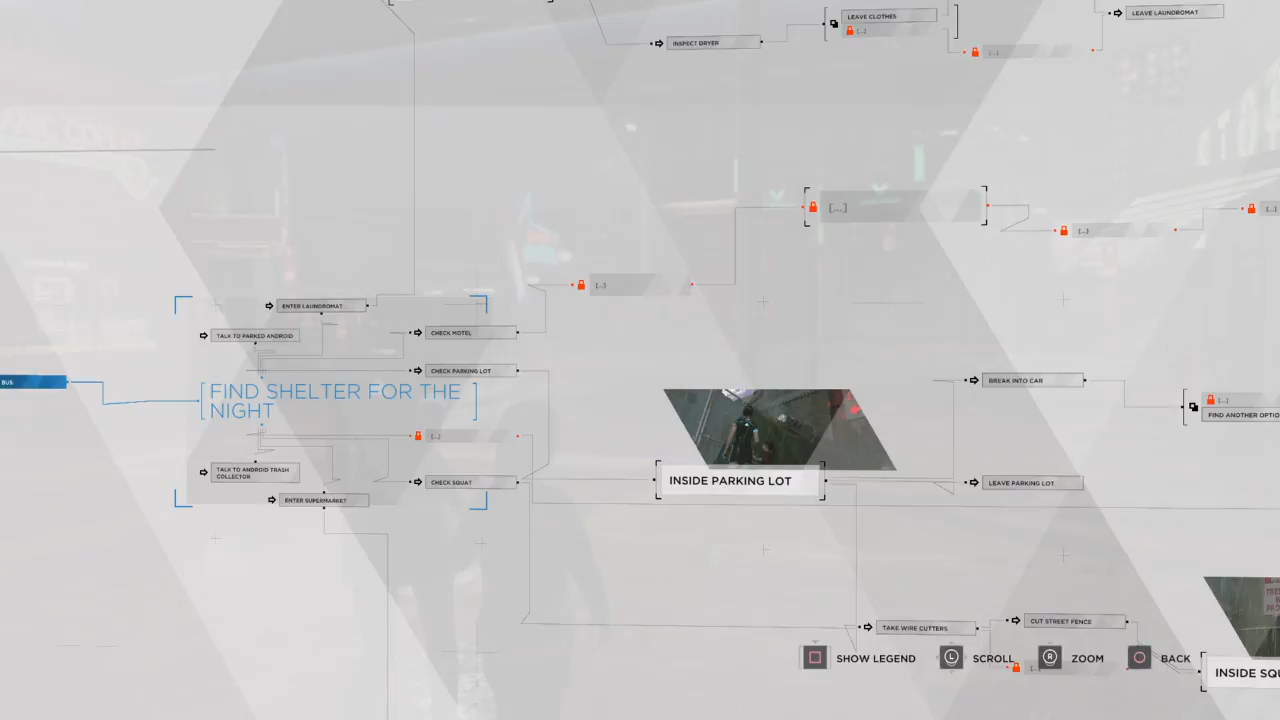 LEAVE CLOTHES
[...]
LEAVE LAUNDROMAT
INSPECT DRYER
[...]
[...]
[...]
[...]
[...]
ENTER LAUNDROMAT
TALK TO PARKED ANDROID
CHECK MOTEL
CHECK PARKING LOT
BUS
FIND SHELTER FOR THE
NIGHT
BREAK INTO CAR
[...]
FIND ANOTHER OPTIO
[...]
TALK TO ANDROID TRASH
COLLECTOR
CHECK SQUAT
ENTER SUPERMARKET
INSIDE PARKING LOT
LEAVE PARKING LOT
TAKE WIRE CUTTERS
CUT STREET FENCE
SHOW LEGEND
L
SCROLL
R
ZOOM
BACK
INSIDE SQU